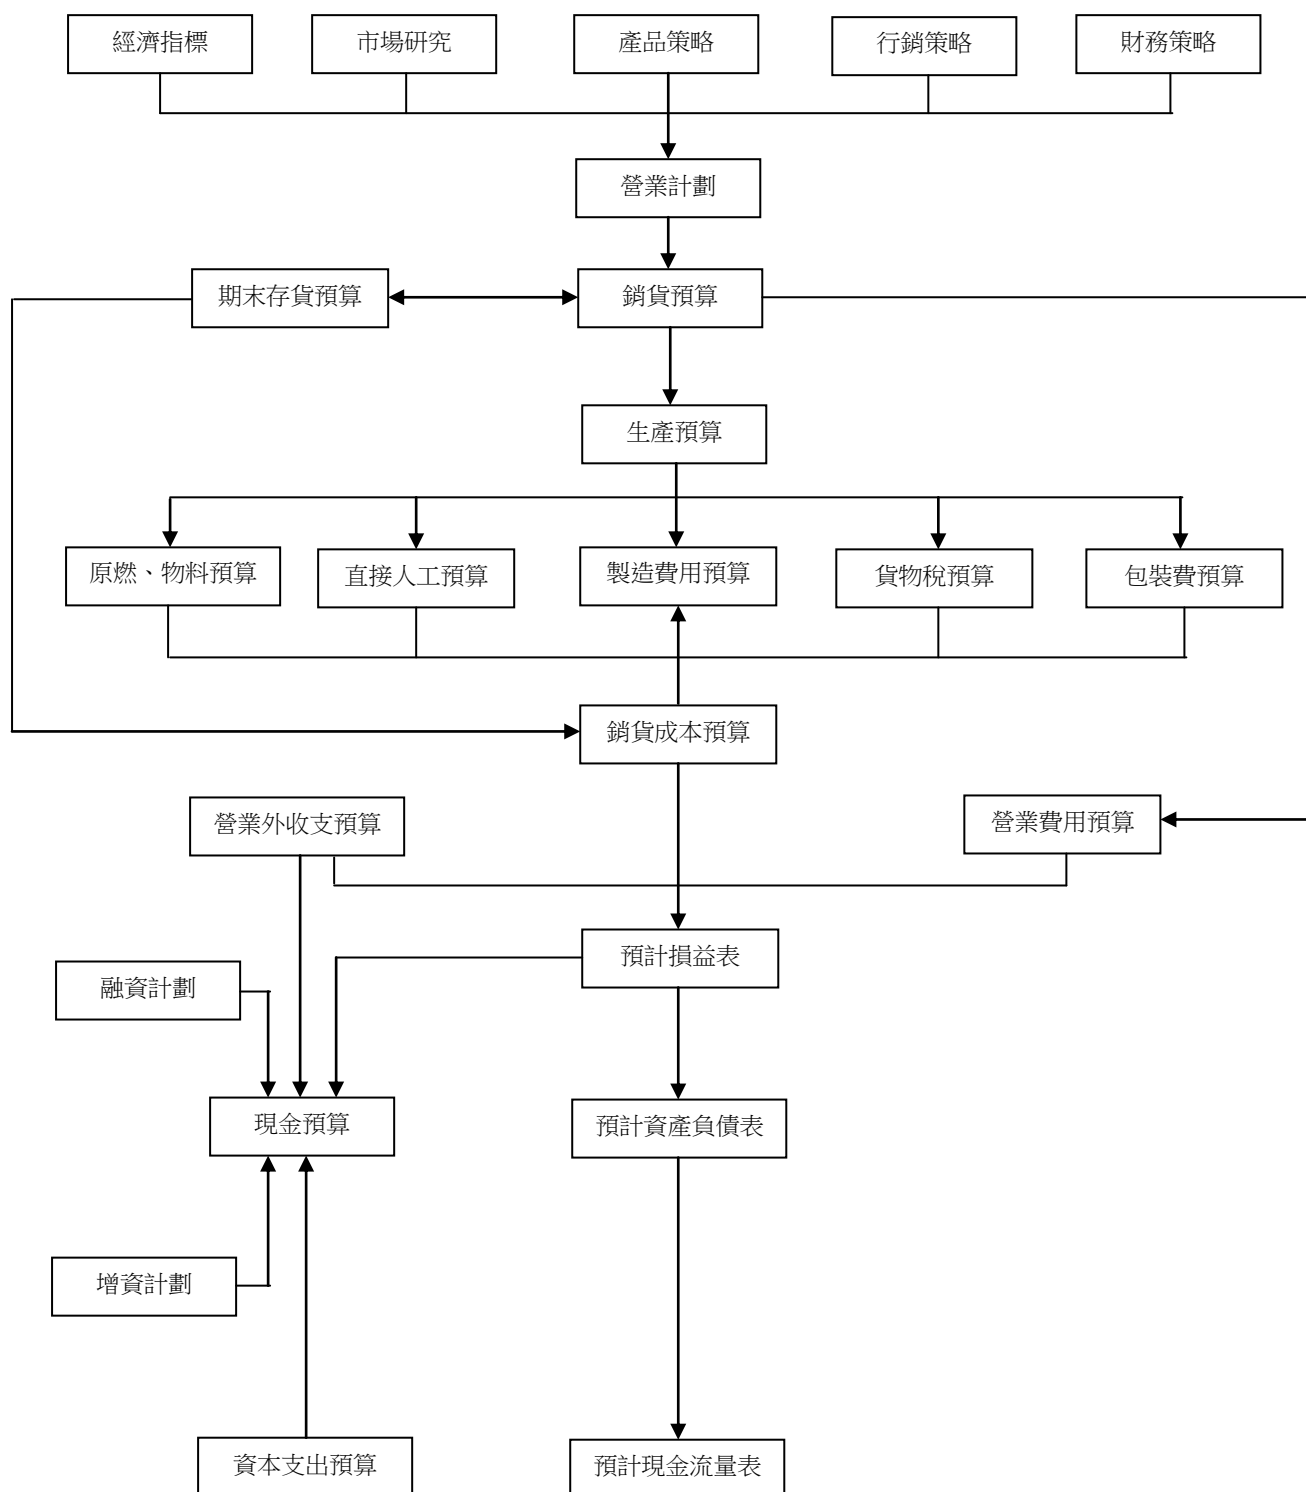 經濟指標
市場研究
產品策略
行銷策略
財務策略
營業計劃
期末存貨預算
銷貨預算
生產預算
原燃、物料預算
直接人工預算
製造費用預算
貨物稅預算
包裝費預算
銷貨成本預算
營業外收支預算
營業費用預算
預計損益表
融資計劃
現金預算
預計資產負債表
增資計劃
資本支出預算
預計現金流量表